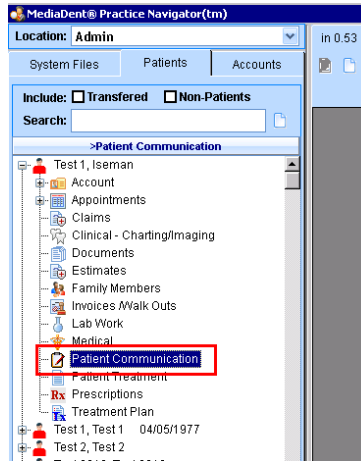 MediaDent® Practice Navigator(tm)
Location: Admin
in 0.53
System Files Patients Accounts
Include: Transfered Non-Patients
Search:
>Patient Communication
Test 1, Iseman
Account
Appointments
Claims
Clinical - Charting/Imaging
Documents
Estimates
Family Members
Invoices /Walk Outs
Lab Work
Medical
Patient Communication
Patient Treatment
Rx Prescriptions
Treatment Plan
Test 1, Test 1 04/05/1977
Test 2, Test 2